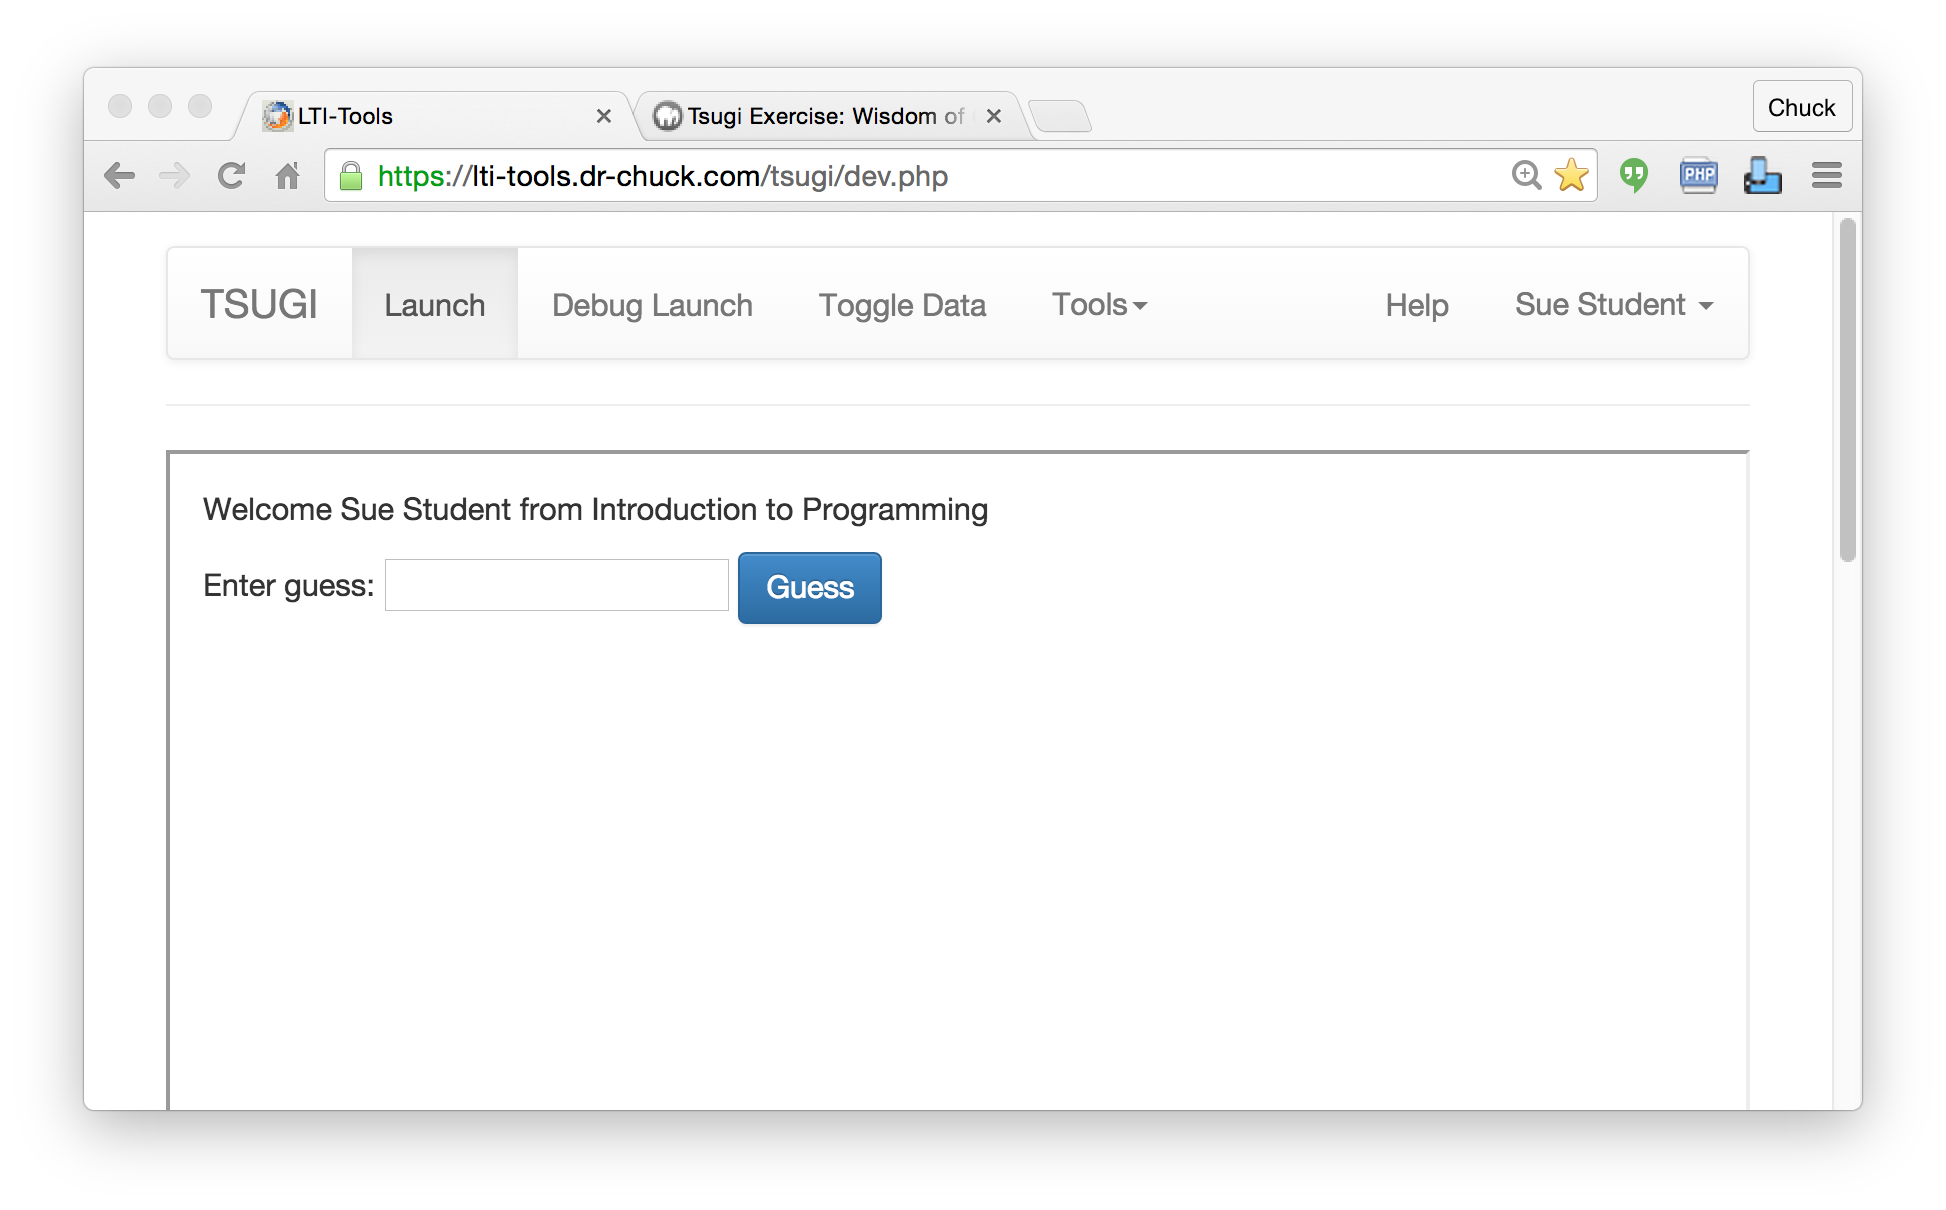 LTI-Tools
Tsugi Exercise: Wisdom of
Chuck
https://lti-tools.dr-chuck.com/tsugi/dev.php
PHP
TSUGI Launch Debug Launch Toggle Data Tools Help Sue Student
Welcome Sue Student from Introduction to Programming
Enter guess: Guess